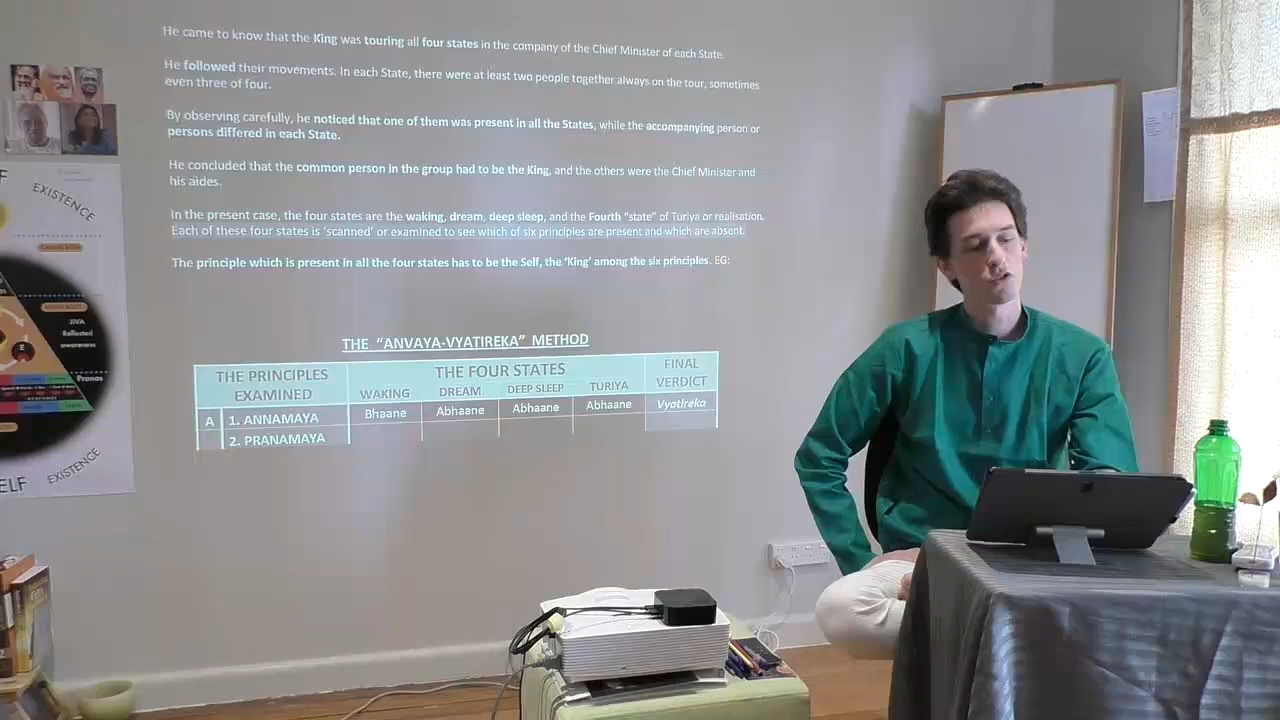 He came to know that the King was touring all four states in the company of the Chief Minister of each State.
He followed their movements. In each State, there were at least two people together always on the tour, sometimes
even three of four.
By observing carefully, he noticed that one of them was present in all the States, while the accompanying person or
persons differed in each State.
He concluded that the common person in the group had to be the King, and the others were the Chief Minister and
his aides.
In the present case, the four states are the waking, dream, deep sleep, and the Fourth “state” of Turiya or realisation.
Each of these four states is ‘scanned’ or examined to see which of six principles are present and which are absent.
The principle which is present in all the four states has to be the Self, the ‘King’ among the six principles. EG:
THE “ANVAYA-VYATIREKA” METHOD
THE PRINCIPLES EXAMINED THE FOUR STATES FINAL VERDICT
WAKING DREAM DEEP SLEEP TURIYA
A 1. ANNAMAYA Bhaane Abhaane Abhaane Abhaane Vyatireka
2. PRANAMAYA
EXISTENCE
JIVA
Reflected
awareness
Pranas
EXISTENCE
ELF